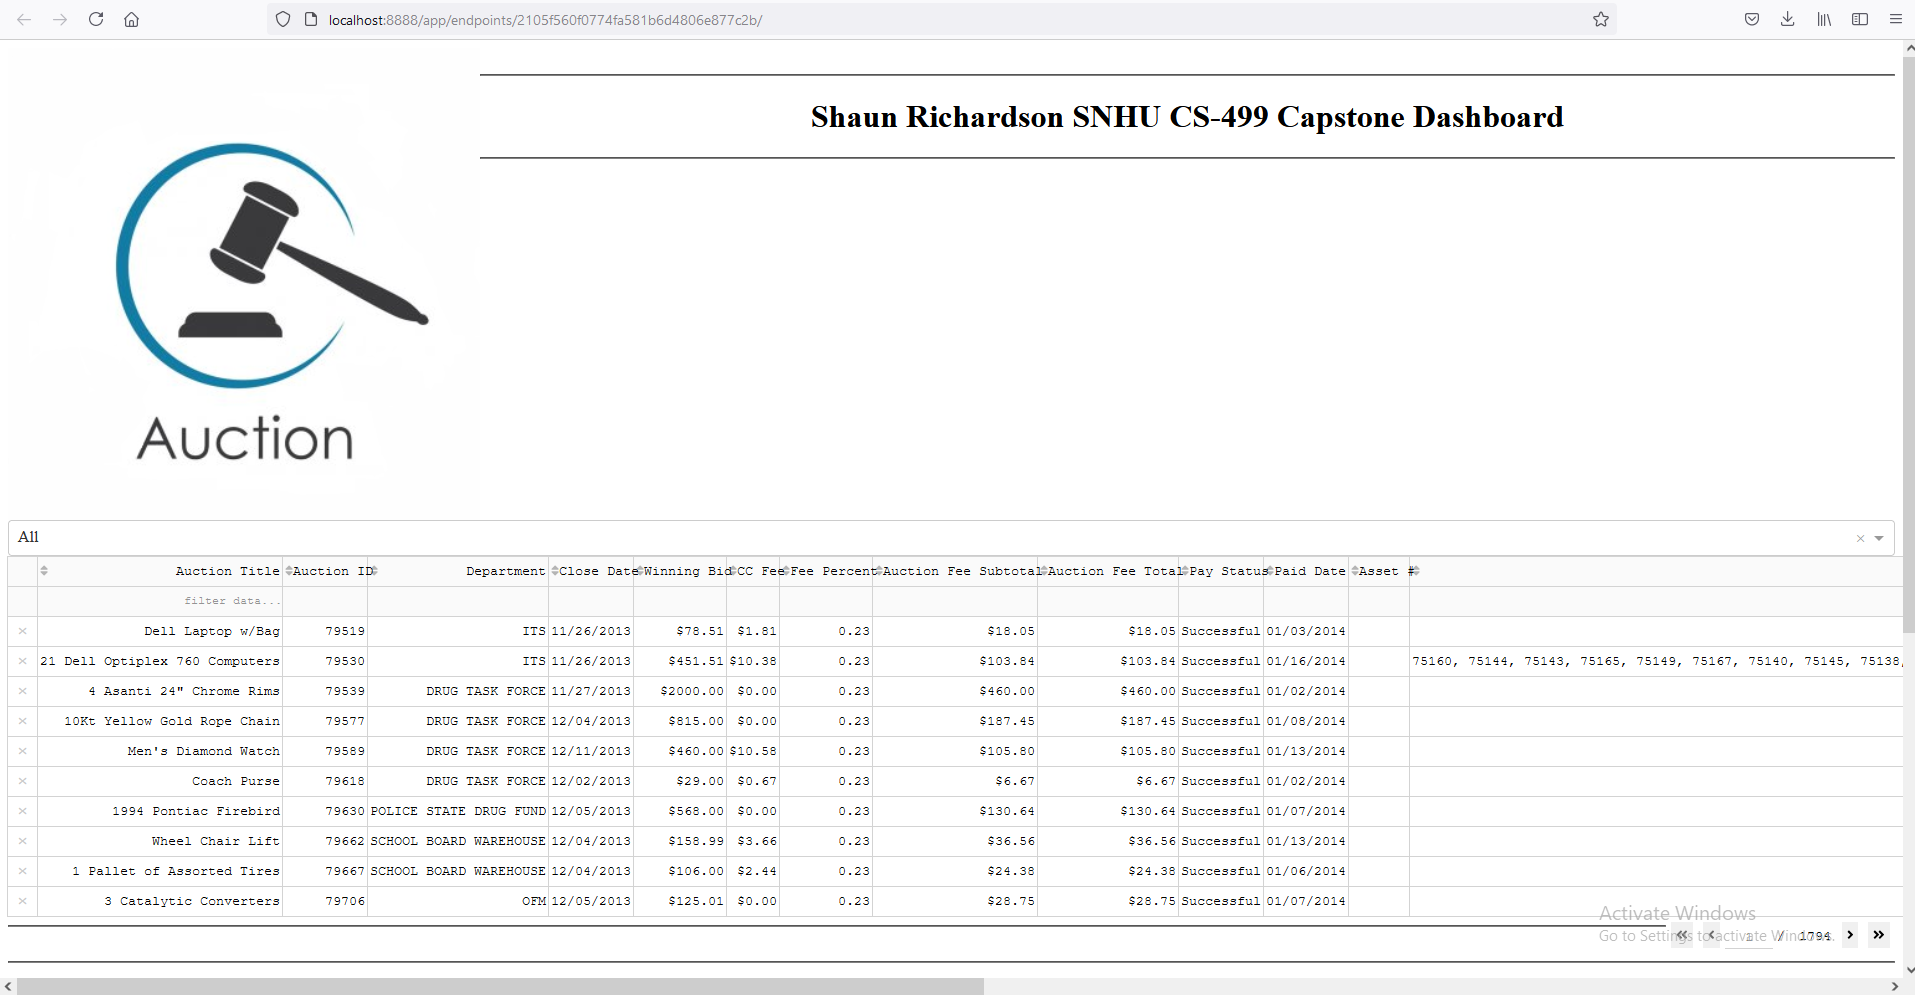 localhost:8888/app/endpoints/2105f560f0774fa581b6d4806e877c2b/
Shaun Richardson SNHU CS-499 Capstone Dashboard
Auction
All
Auction Title Auction ID Department Close Date Winning Bid CC Fee Fee Percent Auction Fee Subtotal Auction Fee Total Pay Status Paid Date Asset #
filter data...
Dell Laptop w/Bag 79519 ITS 11/26/2013 $78.51 $1.81 0.23 $18.05 $18.05 Successful 01/03/2014
21 Dell Optiplex 760 Computers 79530 ITS 11/26/2013 $451.51 $10.38 0.23 $103.84 $103.84 Successful 01/16/2014 75160, 75144, 75143, 75165, 75149, 75167, 75140, 75145, 75138,
4 Asanti 24" Chrome Rims 79539 DRUG TASK FORCE 11/27/2013 $2000.00 $0.00 0.23 $460.00 $460.00 Successful 01/02/2014
10Kt Yellow Gold Rope Chain 79577 DRUG TASK FORCE 12/04/2013 $815.00 $0.00 0.23 $187.45 $187.45 Successful 01/08/2014
Men's Diamond Watch 79589 DRUG TASK FORCE 12/11/2013 $460.00 $10.58 0.23 $105.80 $105.80 Successful 01/13/2014
Coach Purse 79618 DRUG TASK FORCE 12/02/2013 $29.00 $0.67 0.23 $6.67 $6.67 Successful 01/02/2014
1994 Pontiac Firebird 79630 POLICE STATE DRUG FUND 12/05/2013 $568.00 $0.00 0.23 $130.64 $130.64 Successful 01/07/2014
Wheel Chair Lift 79662 SCHOOL BOARD WAREHOUSE 12/04/2013 $158.99 $3.66 0.23 $36.56 $36.56 Successful 01/13/2014
1 Pallet of Assorted Tires 79667 SCHOOL BOARD WAREHOUSE 12/04/2013 $106.00 $2.44 0.23 $24.38 $24.38 Successful 01/06/2014
3 Catalytic Converters 79706 OFM 12/05/2013 $125.01 $0.00 0.23 $28.75 $28.75 Successful 01/07/2014
Activate Windows
Go to Settings to activate Windows.
1 / 1794